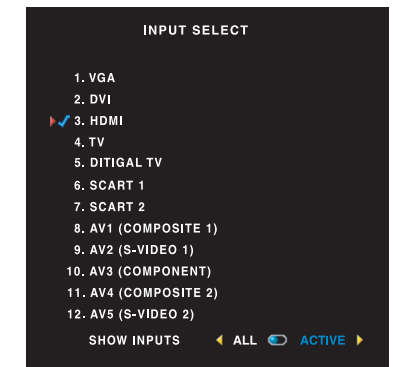 INPUT SELECT
1. VGA
2. DVI
3. HDMI
4. TV
5. DITIGAL TV
6. SCART 1
7. SCART 2
8. AV1 (COMPOSITE 1)
9. AV2 (S-VIDEO 1)
10. AV3 (COMPONENT)
11. AV4 (COMPOSITE 2)
12. AV5 (S-VIDEO 2)
SHOW INPUTS ALL ACTIVE